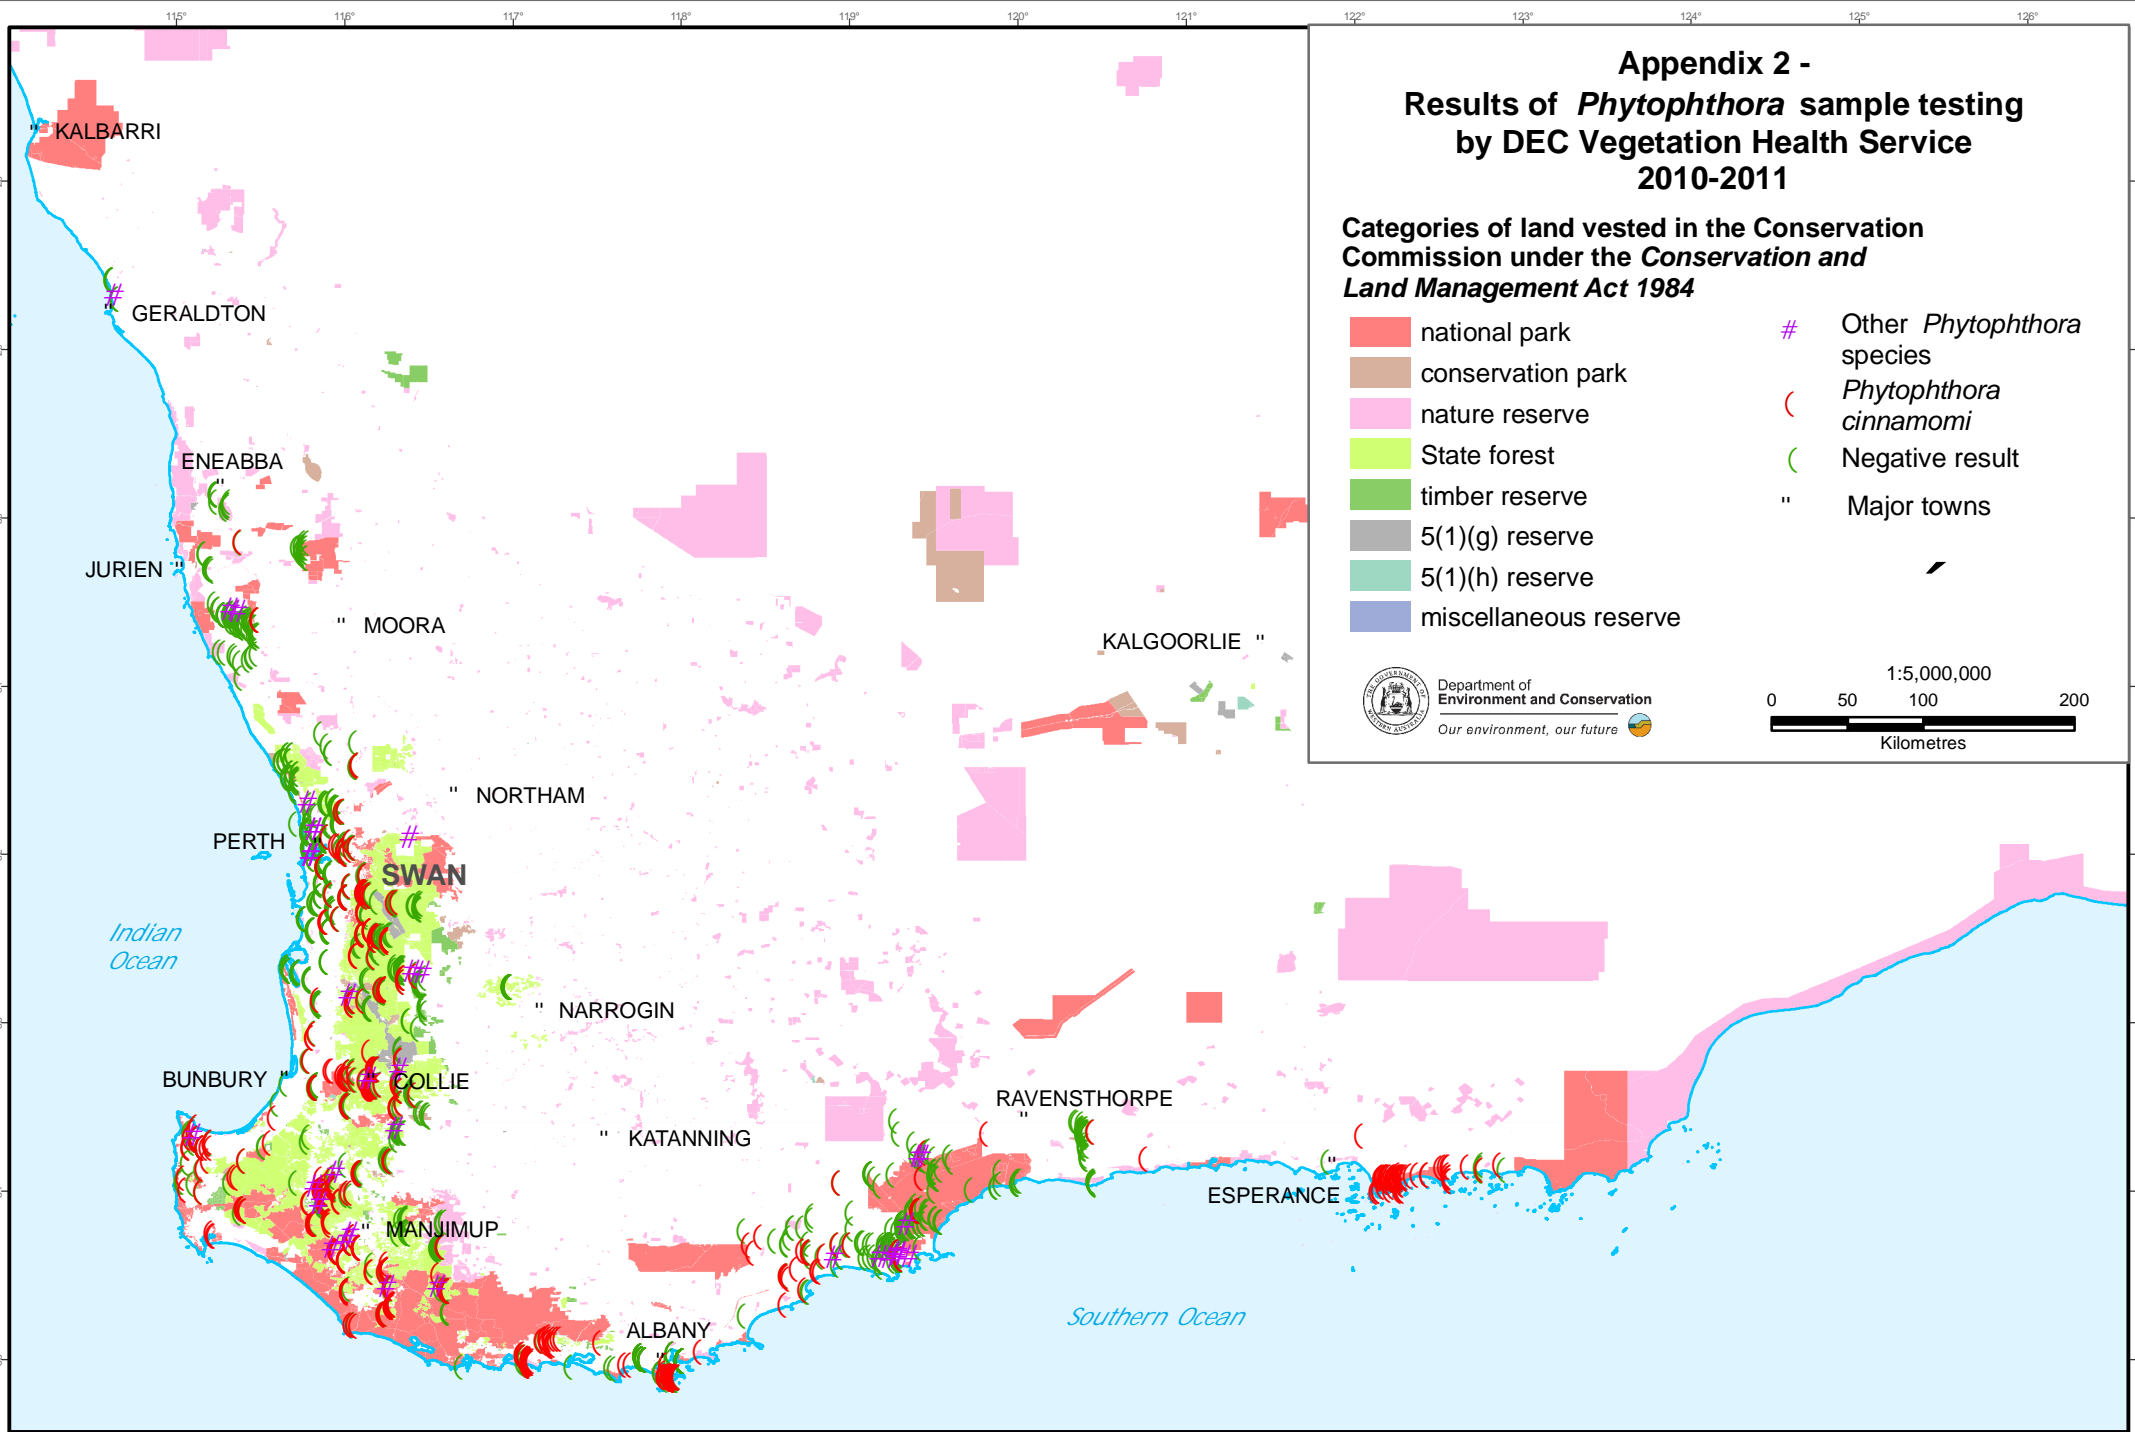 115° 116° 117° 118° 119° 120° 121° 122° 123° 124° 125° 126°
Appendix 2 -
Results of Phytophthora sample testing
by DEC Vegetation Health Service
2010-2011
Categories of land vested in the Conservation
Commission under the Conservation and
Land Management Act 1984
national park
conservation park
nature reserve
State forest
timber reserve
5(1)(g) reserve
5(1)(h) reserve
miscellaneous reserve
# Other Phytophthora
species
( Phytophthora
cinnamomi
( Negative result
" Major towns
THE GOVERNMENT OF
WESTERN AUSTRALIA
Department of
Environment and Conservation
Our environment, our future
1:5,000,000
0 50 100 200
Kilometres
" KALBARRI
" GERALDTON
ENEABBA
"
JURIEN "
" MOORA
KALGOORLIE "
" NORTHAM
PERTH "
SWAN
Indian
Ocean
" NARROGIN
BUNBURY "
" COLLIE
RAVENSTHORPE
"
" KATANNING
"
ESPERANCE
" MANJIMUP
Southern Ocean
ALBANY
"